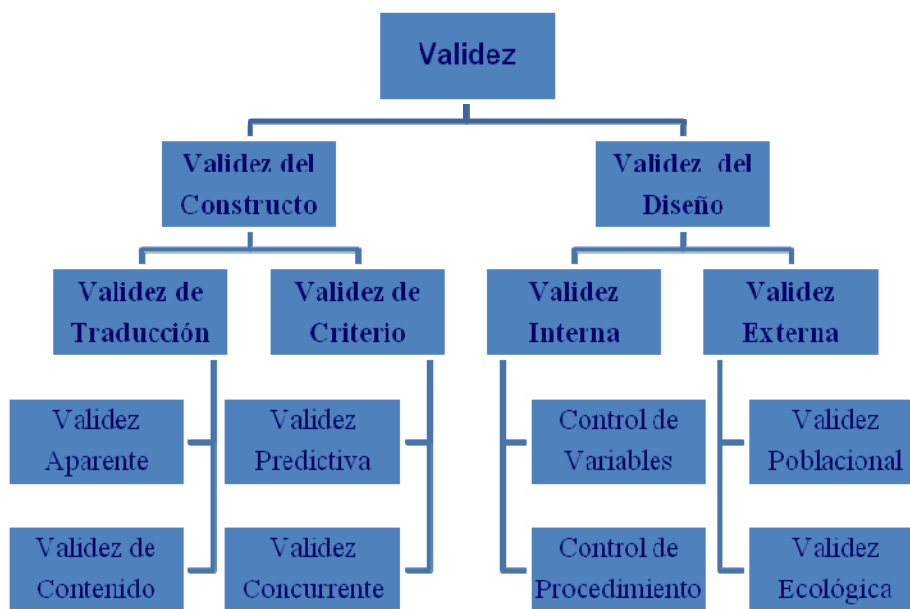 Validez
Validez del
Constructo
Validez del
Diseño
Validez de
Traducción
Validez de
Criterio
Validez
Interna
Validez
Externa
Validez
Aparente
Validez
Predictiva
Control de
Variables
Validez
Poblacional
Validez de
Contenido
Validez
Concurrente
Control de
Procedimiento
Validez
Ecológica